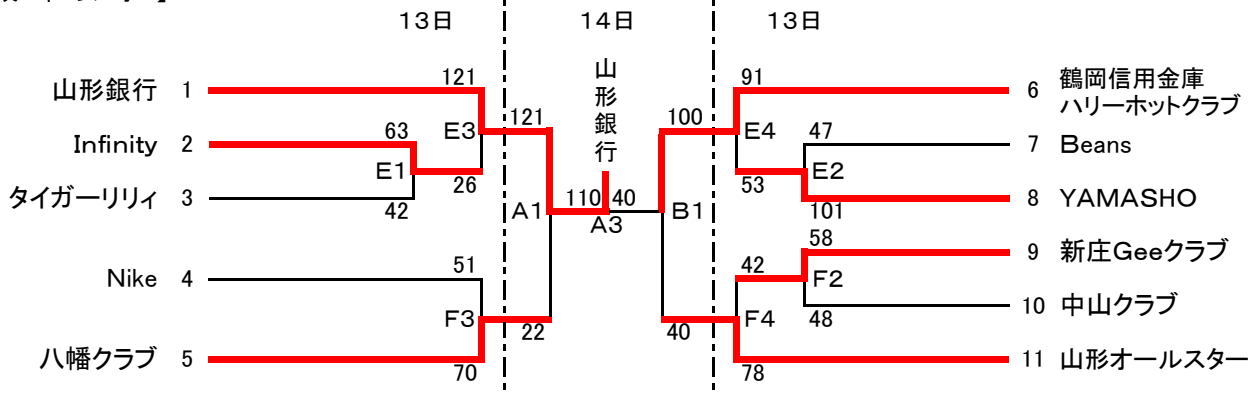 13日
14日
13日
山形銀行 1
Infinity 2
タイガーリリィ 3
Nike 4
八幡クラブ 5
121
63
E3
E1
26
42
51
F3
70
121
A1
22
山形銀行
110 40
A3
100
B1
40
91
E4
53
47
E2
101
58
42
F2
48
F4
78
6 鶴岡信用金庫
ハリーホットクラブ
7 Beans
8 YAMASHO
9 新庄Geeクラブ
10 中山クラブ
11 山形オールスター